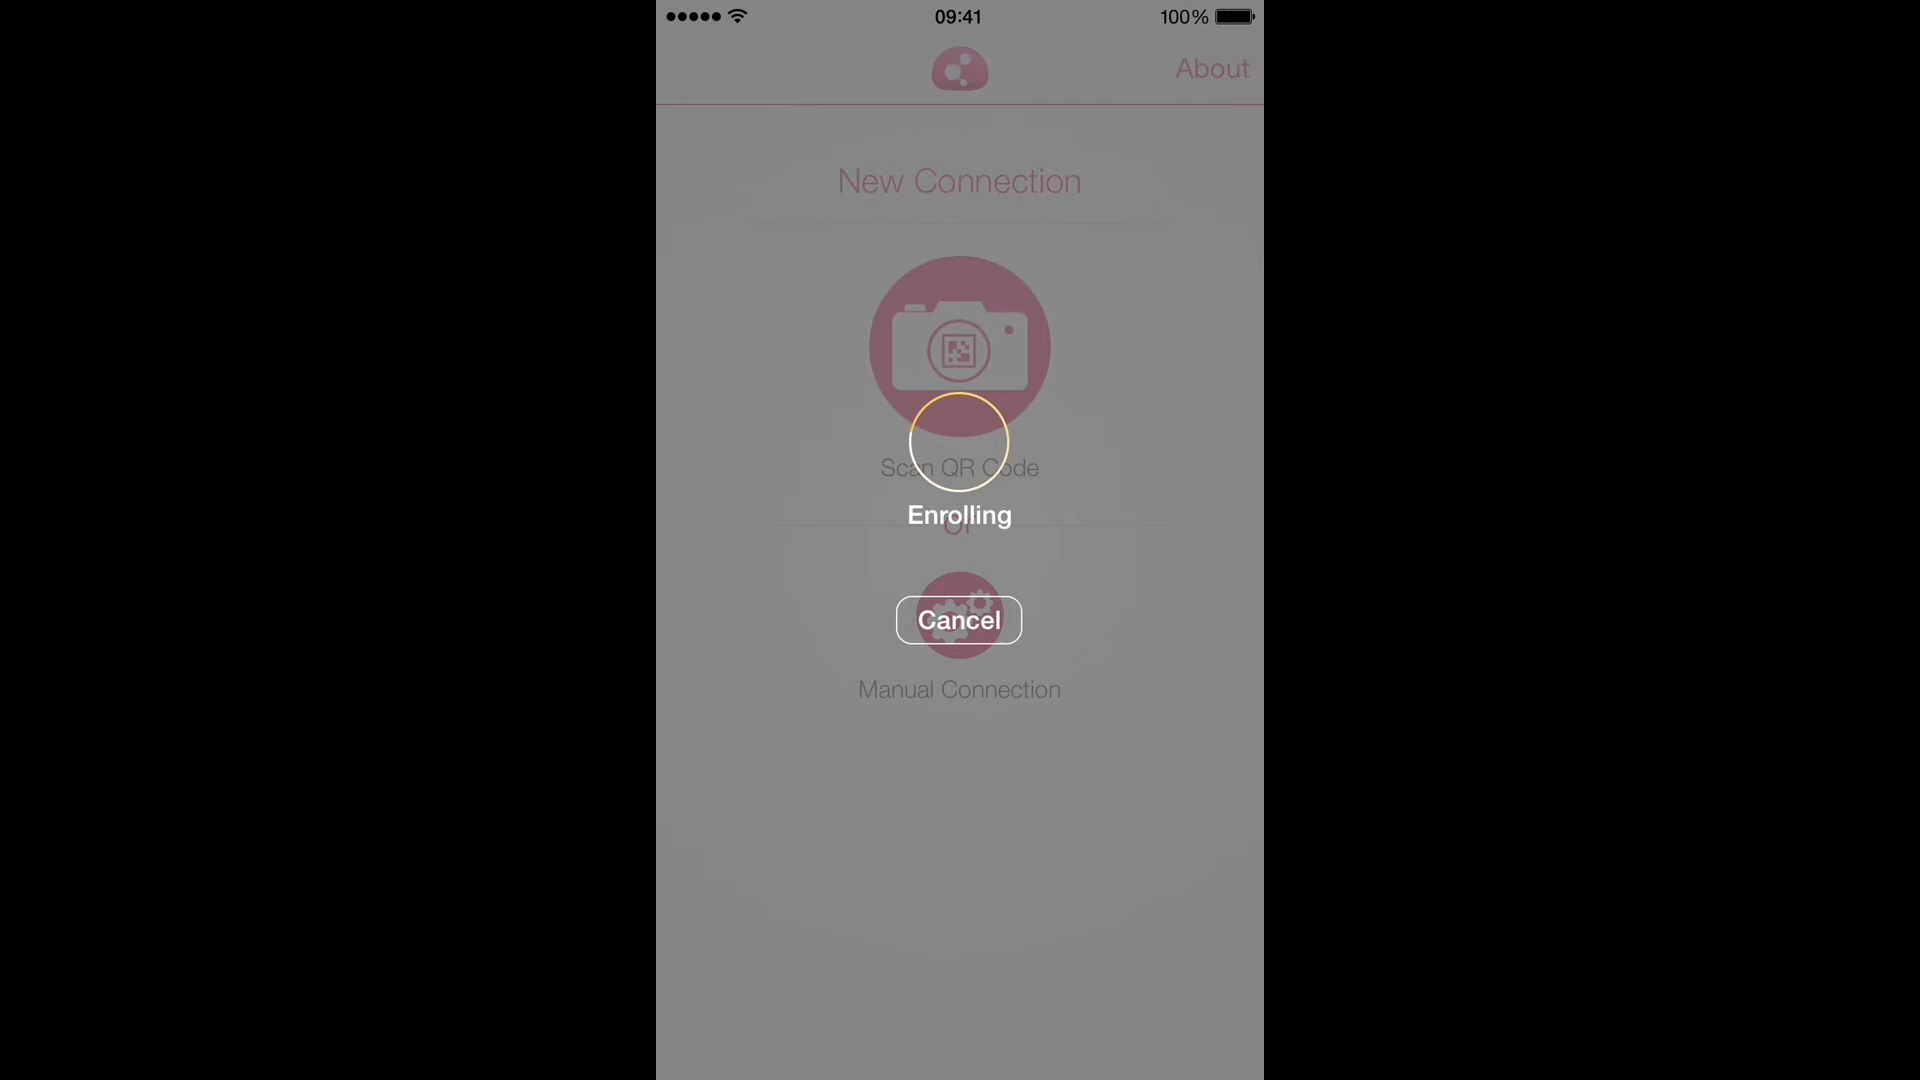 09:41
100%
About
New Connection
Scan QR Code
Enrolling
Or
Cancel
Manual Connection